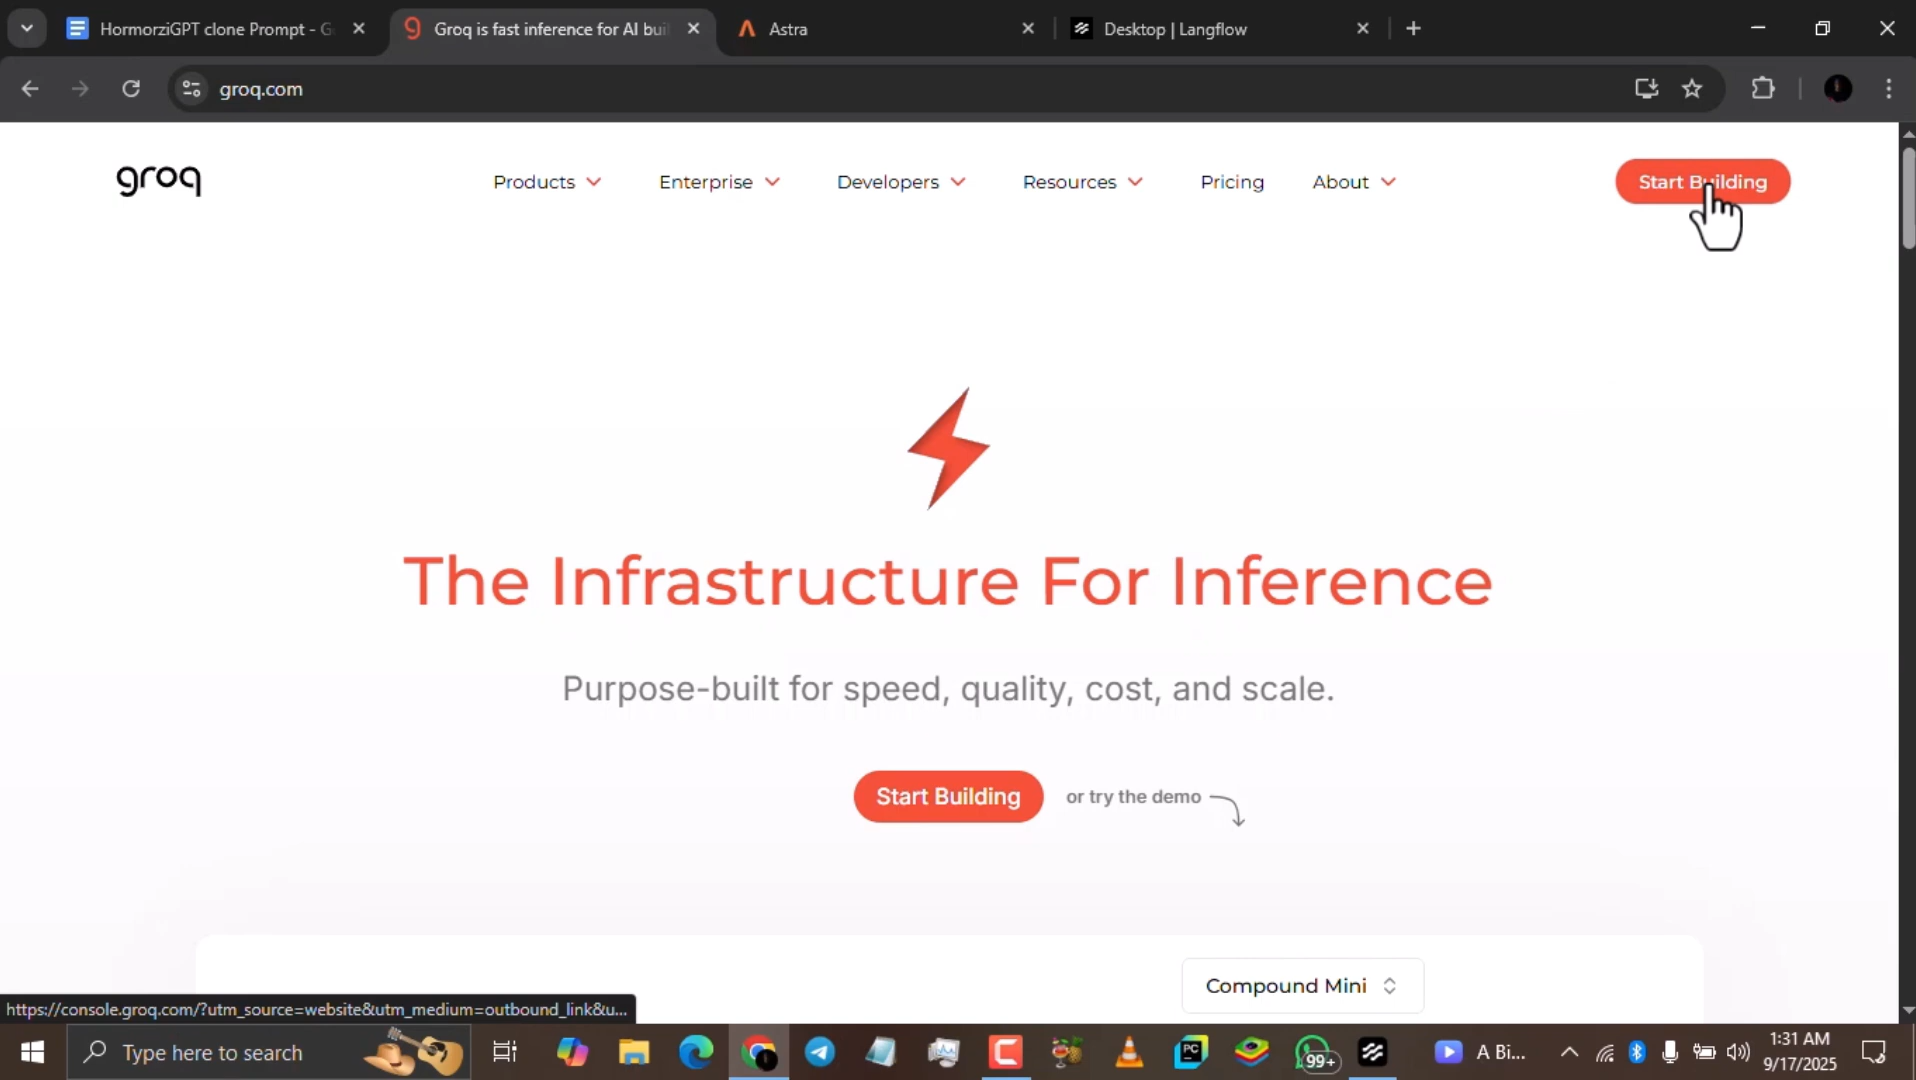 HormorziGPT clone Prompt - G
Groq is fast inference for AI bui
Astra
Desktop | Langflow
groq.com
groq
Products
Enterprise
Developers
Resources
Pricing
About
Start Building
The Infrastructure For Inference
Purpose-built for speed, quality, cost, and scale.
Start Building
or try the demo
Compound Mini
https://console.groq.com/?utm_source=website&utm_medium=outbound_link&u...
Type here to search
PC
99+
A Bi...
1:31 AM
9/17/2025